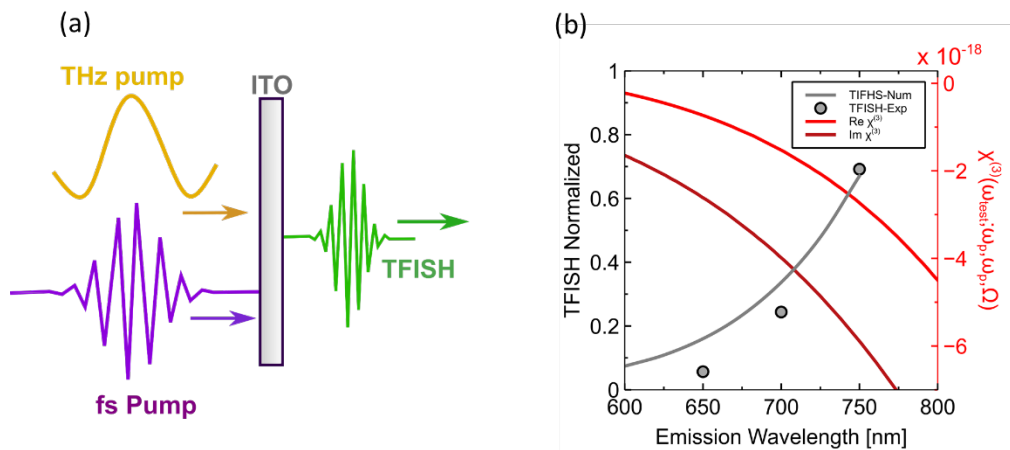 (a)
THz pump
ITO
TFISH
fs Pump
(b)
x 10⁻¹⁸
TFISH Normalized
1
0.8
0.6
0.4
0.2
0
TIFHS-Num
TFISH-Exp
Re χ⁽³⁾
Im χ⁽³⁾
0
−2
−4
−6
χ⁽³⁾(ω_test;ω_p,ω_p,Ω)
600
650
700
750
800
Emission Wavelength [nm]